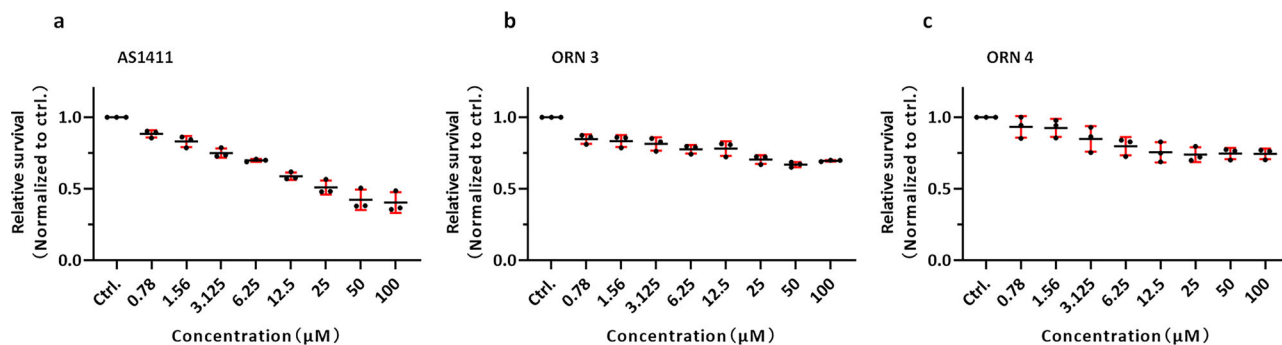 a
AS1411
Relative survival
(Normalized to ctrl.)
1.0
0.5
0.0
Ctrl.
0.78
1.56
3.125
6.25
12.5
25
50
100
Concentration (μM)
b
ORN 3
Relative survival
(Normalized to ctrl.)
1.0
0.5
0.0
Ctrl.
0.78
1.56
3.125
6.25
12.5
25
50
100
Concentration (μM)
c
ORN 4
Relative survival
(Normalized to ctrl.)
1.0
0.5
0.0
Ctrl.
0.78
1.56
3.125
6.25
12.5
25
50
100
Concentration (μM)